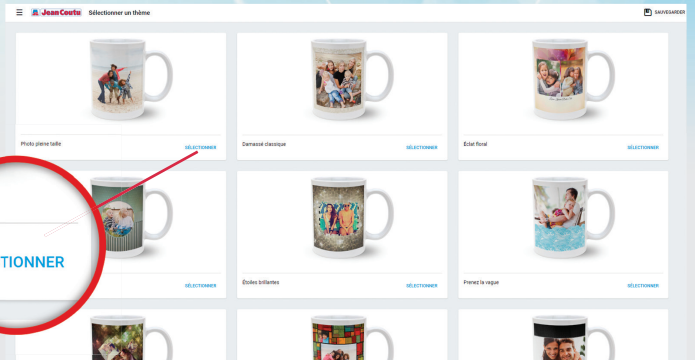 Jean Coutu Sélectionner un thème SAUVEGARDER
Photo pleine taille SÉLECTIONNER
Damassé classique SÉLECTIONNER
Éclat floral SÉLECTIONNER
TIONNER
SÉLECTIONNER
Étoiles brillantes SÉLECTIONNER
Prenez la vague SÉLECTIONNER